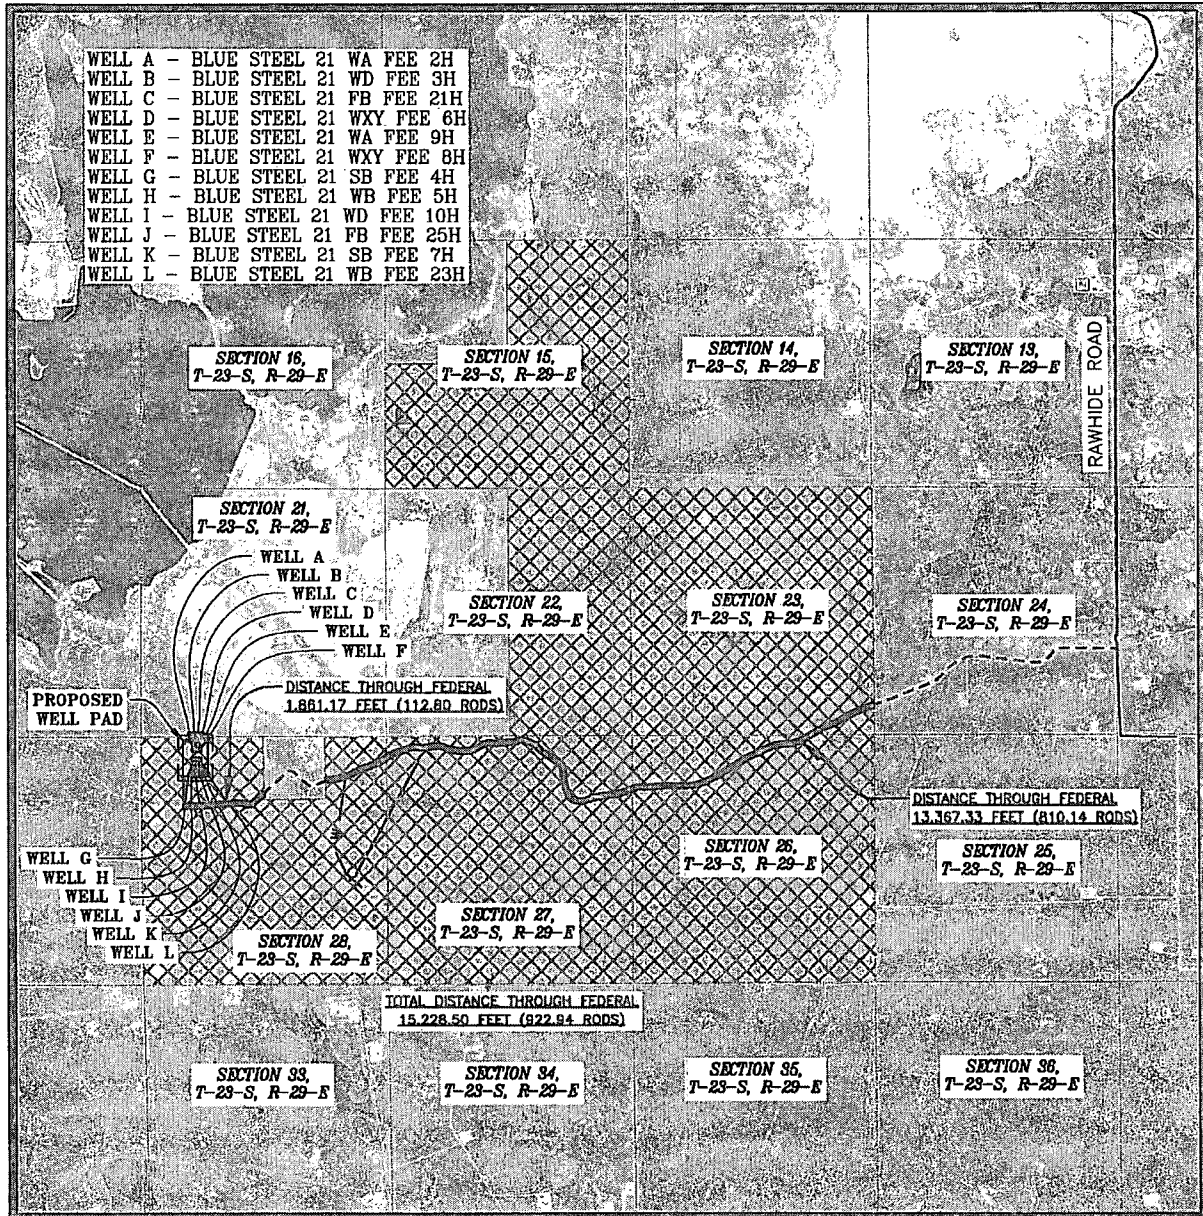 WELL A - BLUE STEEL 21 WA FEE 2H
WELL B - BLUE STEEL 21 WD FEE 3H
WELL C - BLUE STEEL 21 FB FEE 21H
WELL D - BLUE STEEL 21 WXY FEE 6H
WELL E - BLUE STEEL 21 WA FEE 9H
WELL F - BLUE STEEL 21 WXY FEE 8H
WELL G - BLUE STEEL 21 SB FEE 4H
WELL H - BLUE STEEL 21 WB FEE 5H
WELL I - BLUE STEEL 21 WD FEE 10H
WELL J - BLUE STEEL 21 FB FEE 25H
WELL K - BLUE STEEL 21 SB FEE 7H
WELL L - BLUE STEEL 21 WB FEE 23H
SECTION 16,
T-23-S, R-29-E
SECTION 15,
T-23-S, R-29-E
SECTION 14,
T-23-S, R-29-E
SECTION 13,
T-23-S, R-29-E
RAWHIDE ROAD
SECTION 21,
T-23-S, R-29-E
WELL A
WELL B
WELL C
WELL D
WELL E
WELL F
SECTION 22,
T-23-S, R-29-E
SECTION 23,
T-23-S, R-29-E
SECTION 24,
T-23-S, R-29-E
PROPOSED
WELL PAD
DISTANCE THROUGH FEDERAL
1,861.17 FEET (112.80 RODS)
DISTANCE THROUGH FEDERAL
13,367.33 FEET (810.14 RODS)
WELL G
WELL H
WELL I
WELL J
WELL K
WELL L
SECTION 28,
T-23-S, R-29-E
SECTION 27,
T-23-S, R-29-E
SECTION 26,
T-23-S, R-29-E
SECTION 25,
T-23-S, R-29-E
TOTAL DISTANCE THROUGH FEDERAL
15,228.50 FEET (922.94 RODS)
SECTION 33,
T-23-S, R-29-E
SECTION 34,
T-23-S, R-29-E
SECTION 35,
T-23-S, R-29-E
SECTION 36,
T-23-S, R-29-E